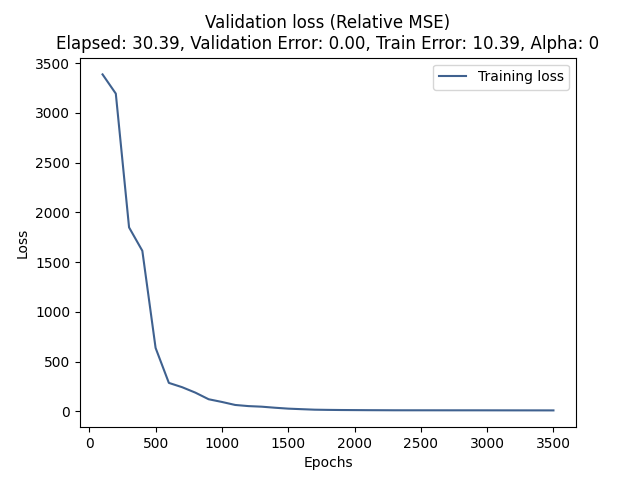 Validation loss (Relative MSE)
Elapsed: 30.39, Validation Error: 0.00, Train Error: 10.39, Alpha: 0
Training loss
Loss
3500
3000
2500
2000
1500
1000
500
0
0 500 1000 1500 2000 2500 3000 3500
Epochs